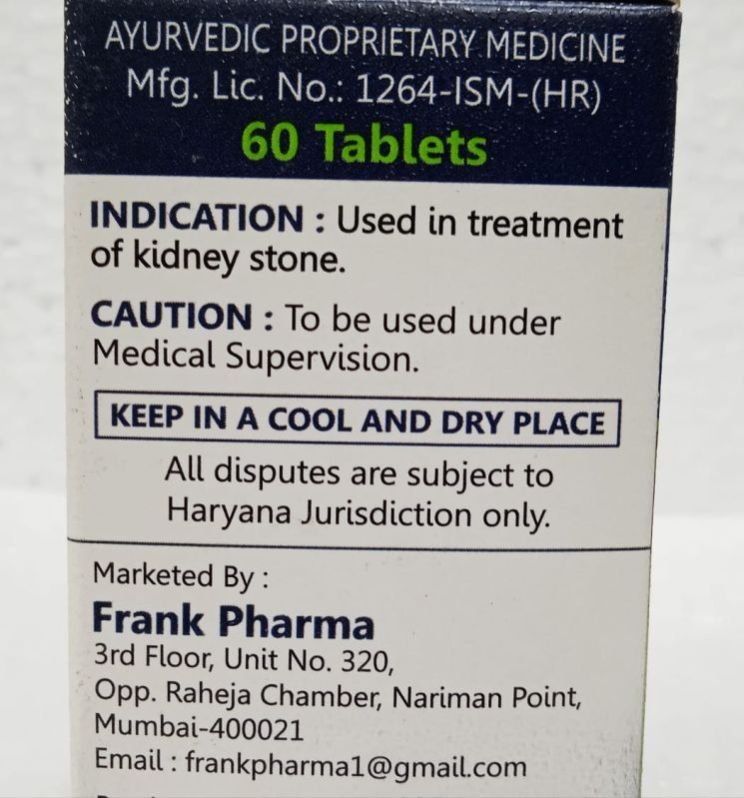 AYURVEDIC PROPRIETARY MEDICINE
Mfg. Lic. No.: 1264-ISM-(HR)
60 Tablets
INDICATION : Used in treatment
of kidney stone.
CAUTION : To be used under
Medical Supervision.
KEEP IN A COOL AND DRY PLACE
All disputes are subject to
Haryana Jurisdiction only.
Marketed By :
Frank Pharma
3rd Floor, Unit No. 320,
Opp. Raheja Chamber, Nariman Point,
Mumbai-400021
Email : frankpharma1@gmail.com